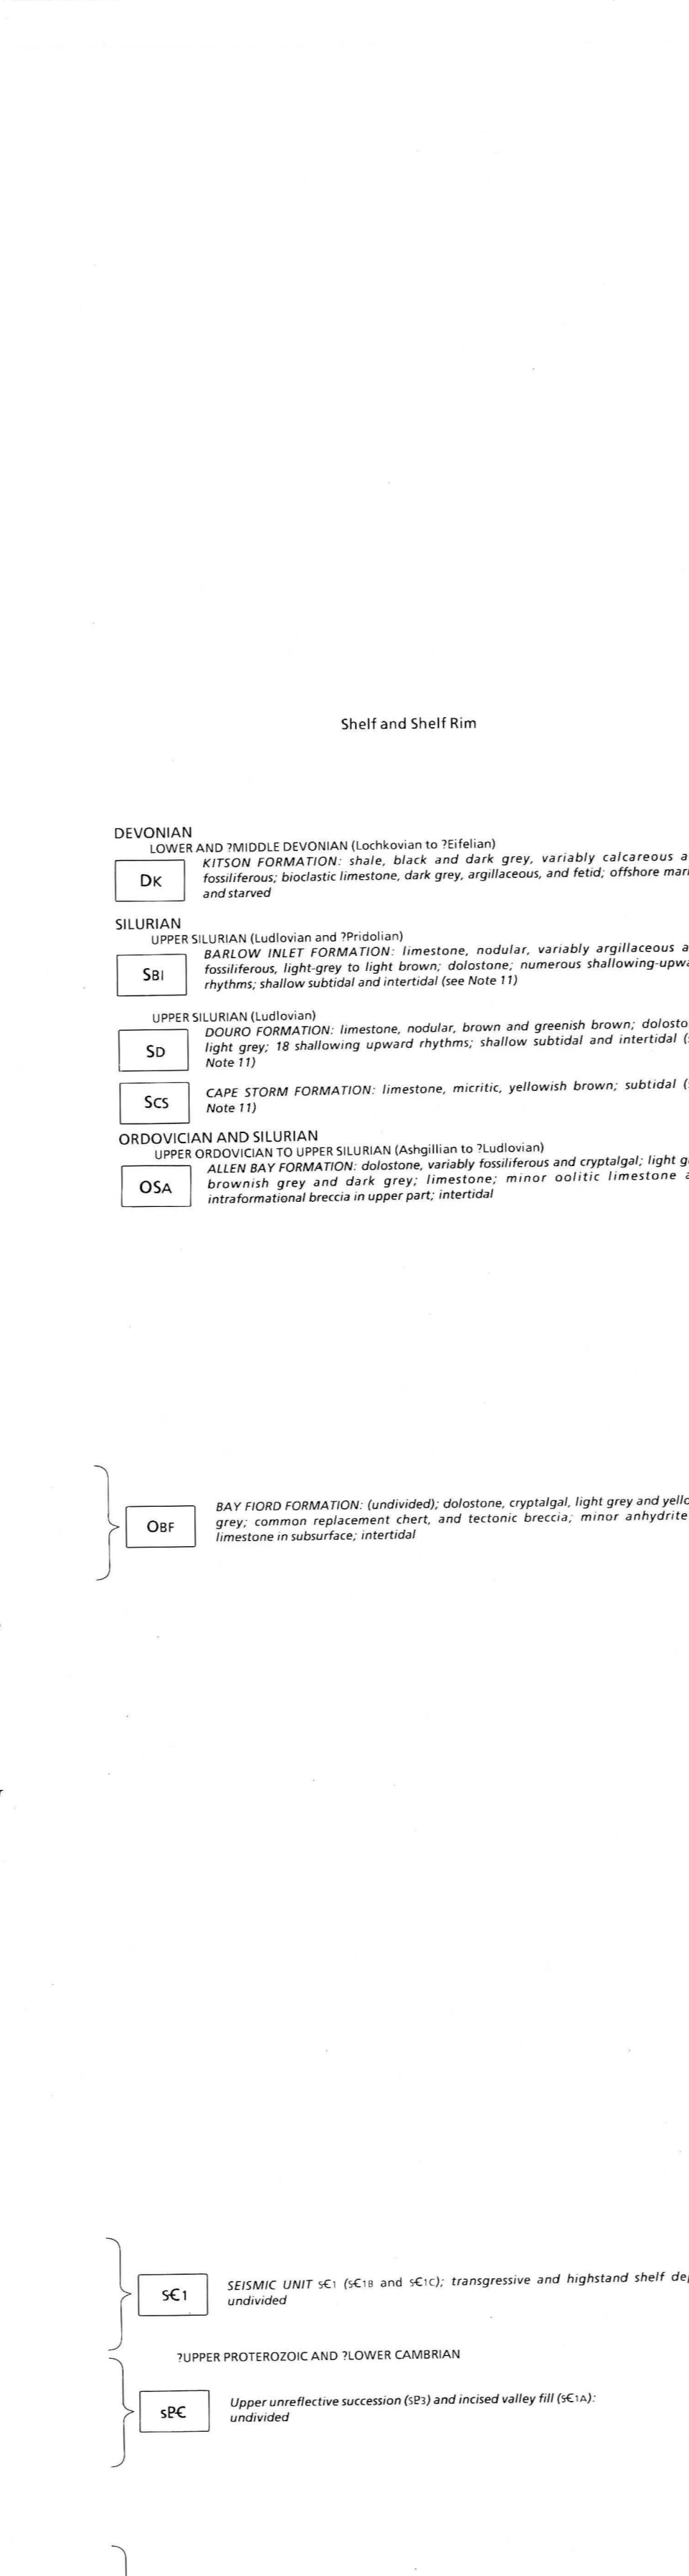 Shelf and Shelf Rim
DEVONIAN
LOWER AND ?MIDDLE DEVONIAN (Lochkovian to ?Eifelian)
DK
KITSON FORMATION: shale, black and dark grey, variably calcareous a
fossiliferous; bioclastic limestone, dark grey, argillaceous, and fetid; offshore mar
and starved
SILURIAN
UPPER SILURIAN (Ludlovian and ?Pridolian)
SBI
BARLOW INLET FORMATION: limestone, nodular, variably argillaceous a
fossiliferous, light-grey to light brown; dolostone; numerous shallowing-upwa
rhythms; shallow subtidal and intertidal (see Note 11)
UPPER SILURIAN (Ludlovian)
SD
DOURO FORMATION: limestone, nodular, brown and greenish brown; dolosto
light grey; 18 shallowing upward rhythms; shallow subtidal and intertidal (s
Note 11)
SCS
CAPE STORM FORMATION: limestone, micritic, yellowish brown; subtidal (s
Note 11)
ORDOVICIAN AND SILURIAN
UPPER ORDOVICIAN TO UPPER SILURIAN (Ashgillian to ?Ludlovian)
OSA
ALLEN BAY FORMATION: dolostone, variably fossiliferous and cryptalgal; light g
brownish grey and dark grey; limestone; minor oolitic limestone a
intraformational breccia in upper part; intertidal
OBF
BAY FIORD FORMATION: (undivided); dolostone, cryptalgal, light grey and yello
grey; common replacement chert, and tectonic breccia; minor anhydrite
limestone in subsurface; intertidal
sЄ1
SEISMIC UNIT sЄ1 (sЄ1B and sЄ1C); transgressive and highstand shelf de
undivided
?UPPER PROTEROZOIC AND ?LOWER CAMBRIAN
sPЄ
Upper unreflective succession (sP3) and incised valley fill (sЄ1A):
undivided